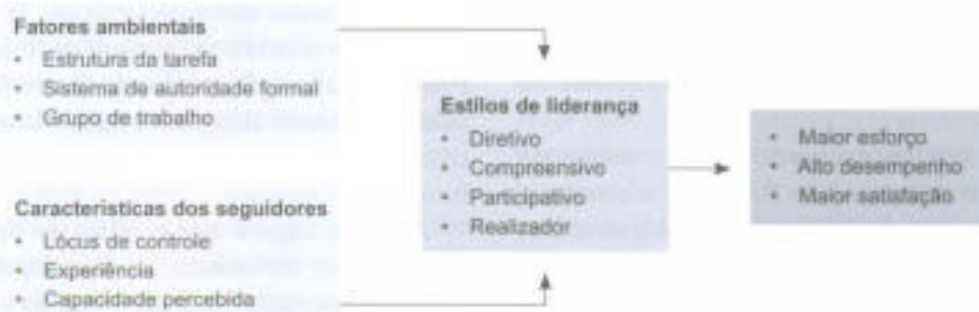 Fatores ambientais
• Estrutura da tarefa
• Sistema de autoridade formal
• Grupo de trabalho
Características dos seguidores
• Lócus de controle
• Experiência
• Capacidade percebida
Estilos de liderança
• Diretivo
• Compreensivo
• Participativo
• Realizador
• Maior esforço
• Alto desempenho
• Maior satisfação